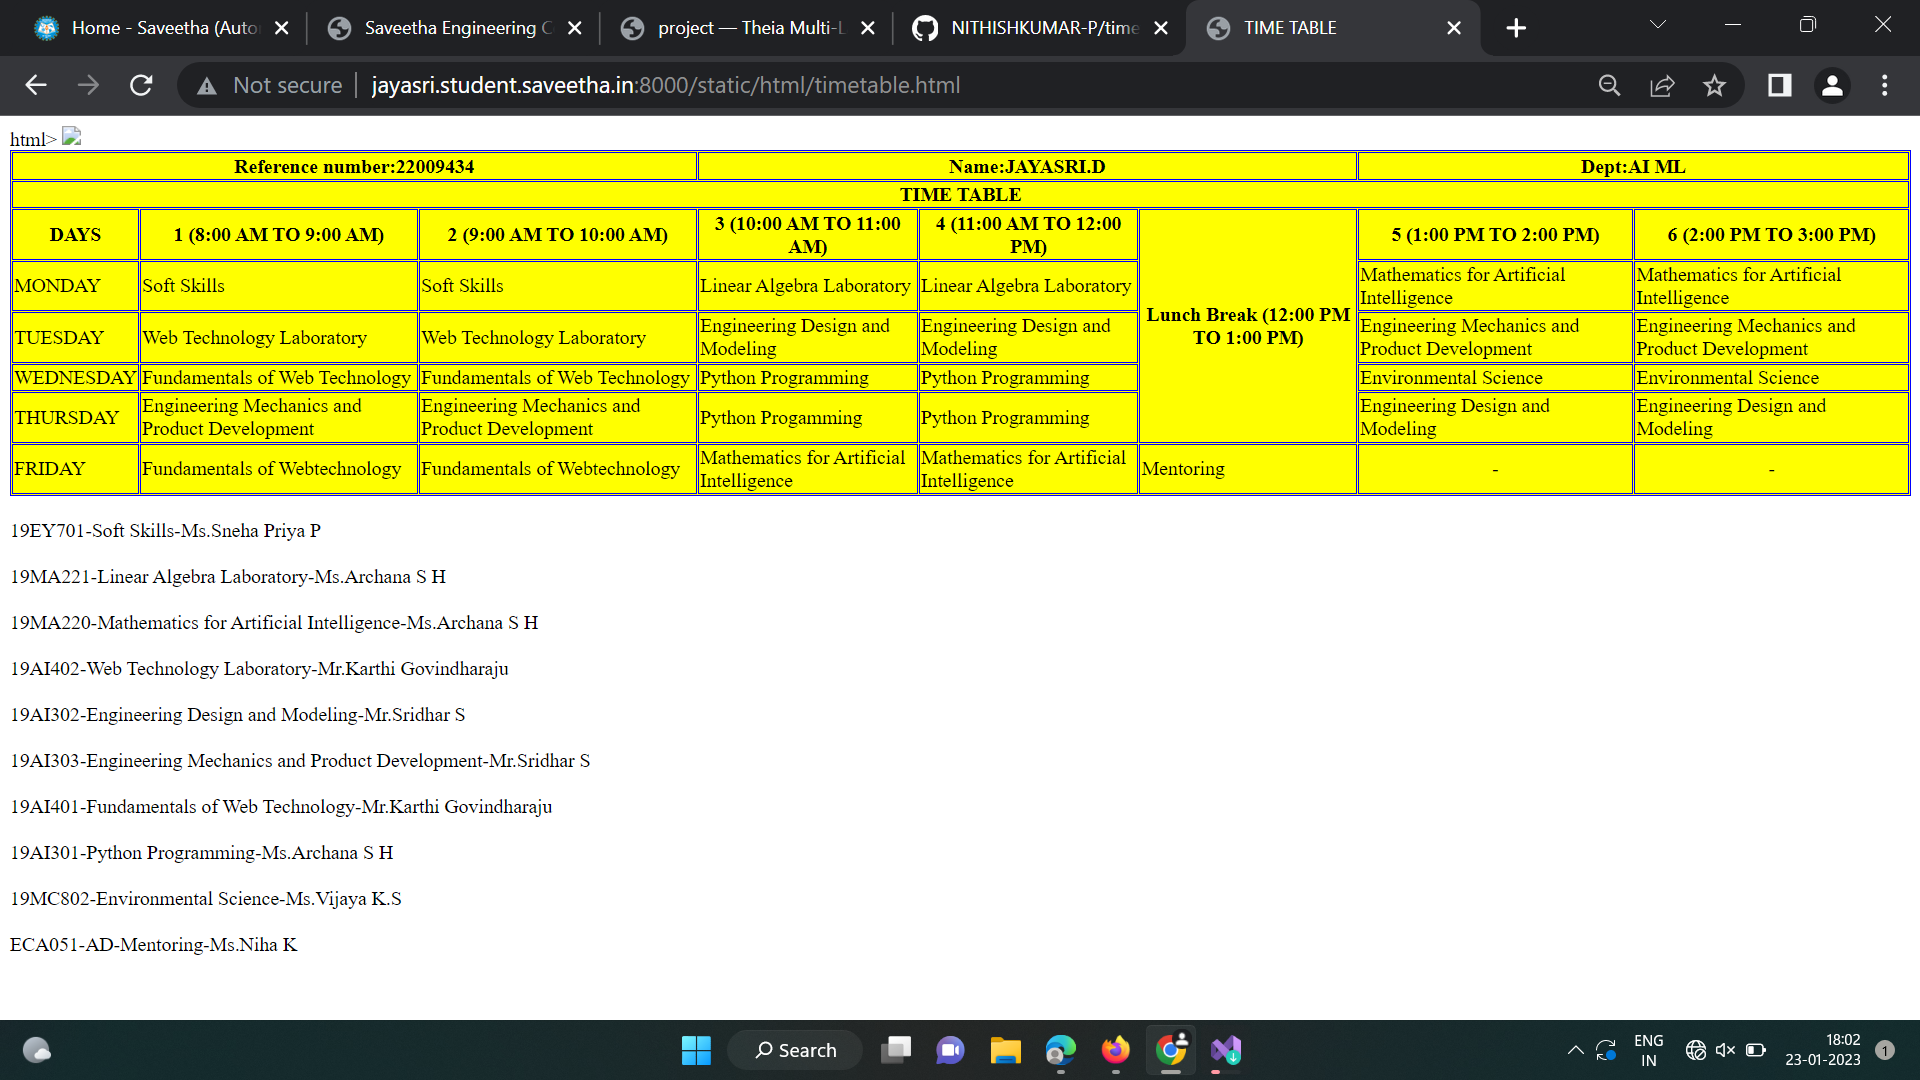 Home - Saveetha (Auto
Saveetha Engineering C
project — Theia Multi-L
NITHISHKUMAR-P/time
TIME TABLE
Not secure
jayasri.student.saveetha.in:8000/static/html/timetable.html
html>
Reference number:22009434 Name:JAYASRI.D Dept:AI ML
TIME TABLE
DAYS 1 (8:00 AM TO 9:00 AM) 2 (9:00 AM TO 10:00 AM) 3 (10:00 AM TO 11:00 AM) 4 (11:00 AM TO 12:00 PM) Lunch Break (12:00 PM TO 1:00 PM) 5 (1:00 PM TO 2:00 PM) 6 (2:00 PM TO 3:00 PM)
MONDAY Soft Skills Soft Skills Linear Algebra Laboratory Linear Algebra Laboratory Mathematics for Artificial Intelligence Mathematics for Artificial Intelligence
TUESDAY Web Technology Laboratory Web Technology Laboratory Engineering Design and Modeling Engineering Design and Modeling Engineering Mechanics and Product Development Engineering Mechanics and Product Development
WEDNESDAY Fundamentals of Web Technology Fundamentals of Web Technology Python Programming Python Programming Environmental Science Environmental Science
THURSDAY Engineering Mechanics and Product Development Engineering Mechanics and Product Development Python Progamming Python Programming Engineering Design and Modeling Engineering Design and Modeling
FRIDAY Fundamentals of Webtechnology Fundamentals of Webtechnology Mathematics for Artificial Intelligence Mathematics for Artificial Intelligence Mentoring - -
19EY701-Soft Skills-Ms.Sneha Priya P
19MA221-Linear Algebra Laboratory-Ms.Archana S H
19MA220-Mathematics for Artificial Intelligence-Ms.Archana S H
19AI402-Web Technology Laboratory-Mr.Karthi Govindharaju
19AI302-Engineering Design and Modeling-Mr.Sridhar S
19AI303-Engineering Mechanics and Product Development-Mr.Sridhar S
19AI401-Fundamentals of Web Technology-Mr.Karthi Govindharaju
19AI301-Python Programming-Ms.Archana S H
19MC802-Environmental Science-Ms.Vijaya K.S
ECA051-AD-Mentoring-Ms.Niha K
Search
ENG
IN
18:02
23-01-2023
1